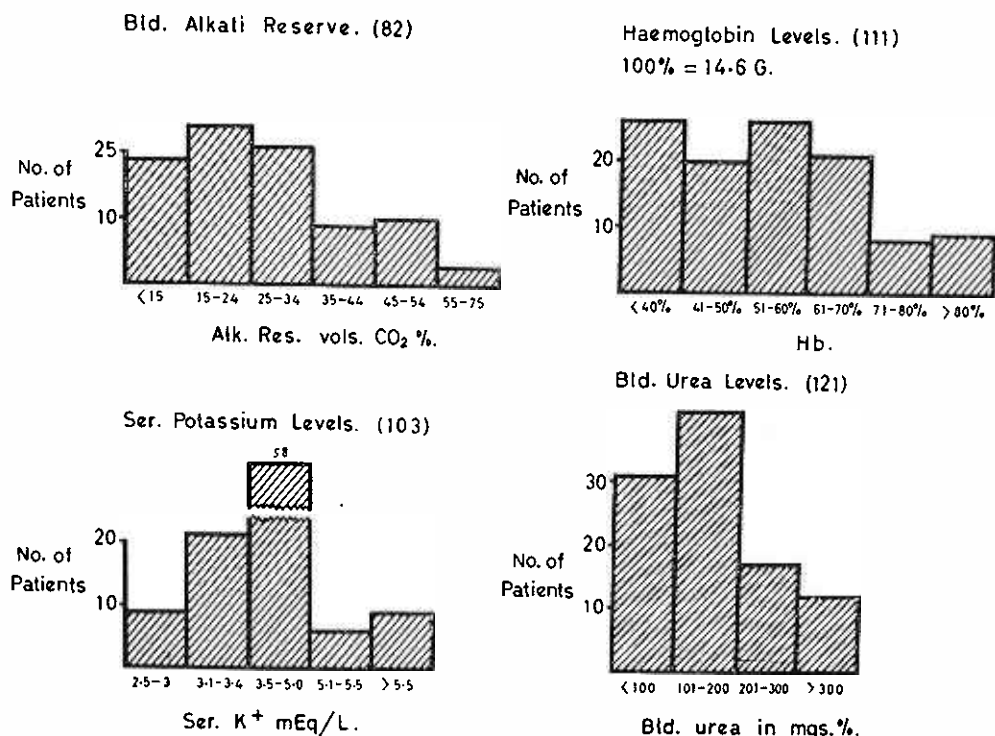 Bld. Alkali Reserve. (82)
25
No. of
Patients
10
<15 15-24 25-34 35-44 45-54 55-75
Alk. Res. vols. CO₂ %.
Haemoglobin Levels. (111)
100% = 14·6 G.
20
No. of
Patients
10
<40% 41-50% 51-60% 61-70% 71-80% >80%
Hb.
Ser. Potassium Levels. (103)
58
20
No. of
Patients
10
2·5-3 3·1-3·4 3·5-5·0 5·1-5·5 >5·5
Ser. K⁺ mEq/L.
Bld. Urea Levels. (121)
30
20
No. of
Patients
10
<100 101-200 201-300 >300
Bld. urea in mgs.%.